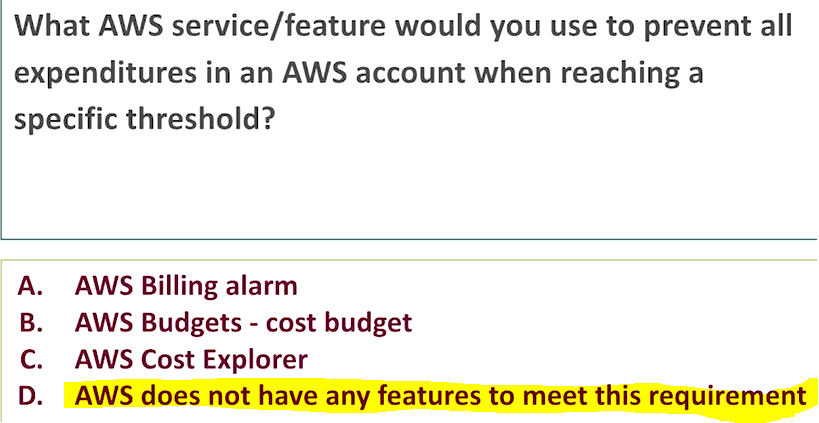 What AWS service/feature would you use to prevent all
expenditures in an AWS account when reaching a
specific threshold?
A. AWS Billing alarm
B. AWS Budgets - cost budget
C. AWS Cost Explorer
D. AWS does not have any features to meet this requirement